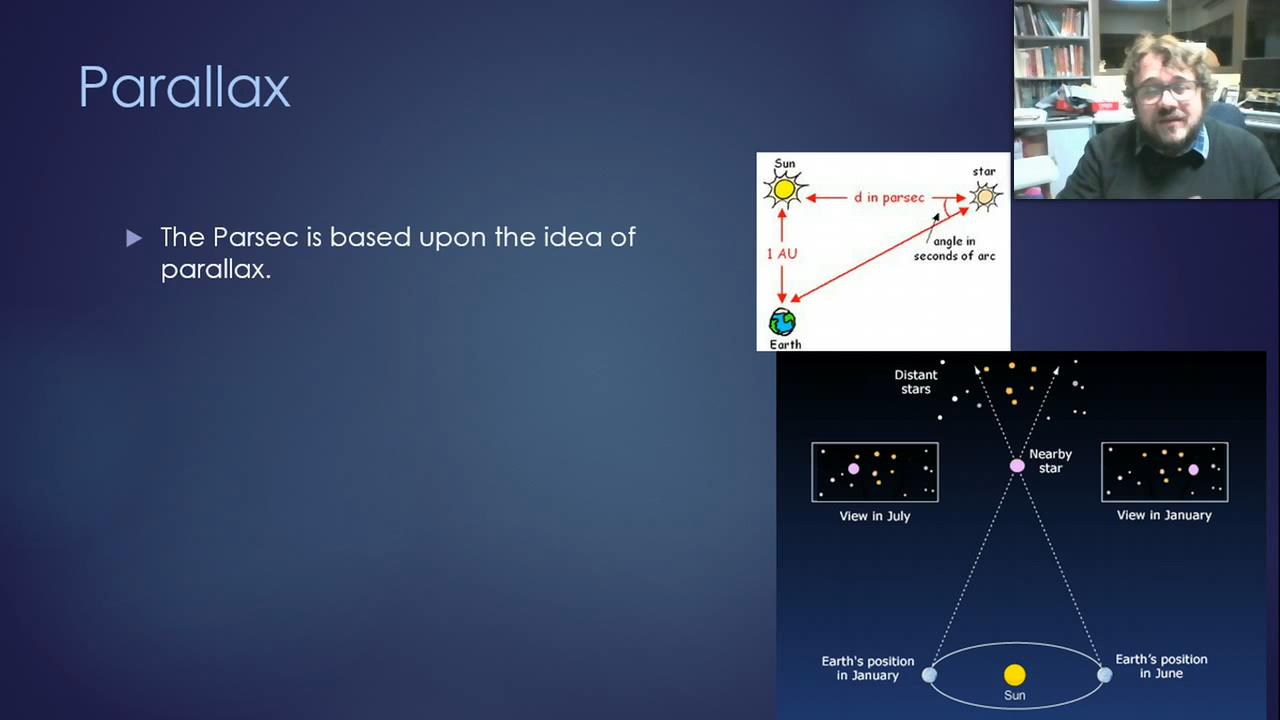 Parallax
The Parsec is based upon the idea of
parallax.
Sun
star
d in parsec
1 AU
angle in
seconds of arc
Earth
Distant
stars
Nearby
star
View in July
View in January
Earth's position
in January
Earth’s position
in June
Sun